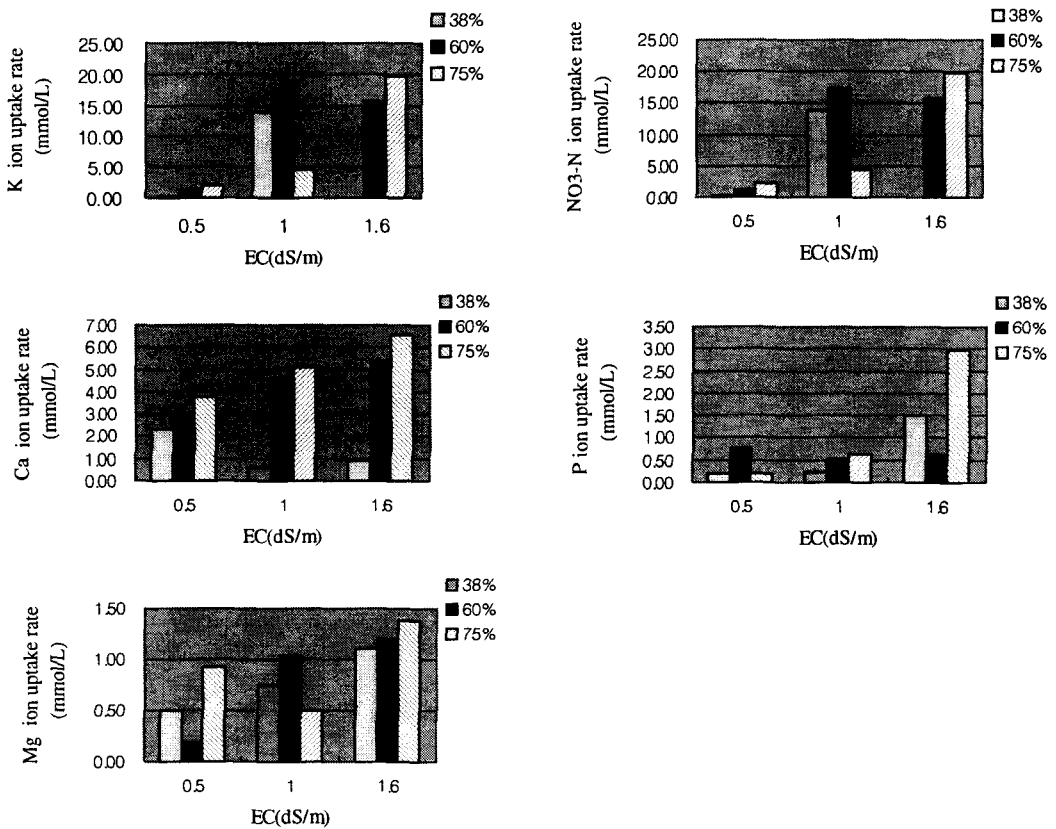 K ion uptake rate
(mmol/L)
25.00
20.00
15.00
10.00
5.00
0.00
0.5 1 1.6
EC(dS/m)
38%
60%
75%
NO3-N ion uptake rate
(mmol/L)
25.00
20.00
15.00
10.00
5.00
0.00
0.5 1 1.6
EC(dS/m)
38%
60%
75%
Ca ion uptake rate
(mmol/L)
7.00
6.00
5.00
4.00
3.00
2.00
1.00
0.00
0.5 1 1.6
EC(dS/m)
38%
60%
75%
P ion uptake rate
(mmol/L)
3.50
3.00
2.50
2.00
1.50
1.00
0.50
0.00
0.5 1 1.6
EC(dS/m)
38%
60%
75%
Mg ion uptake rate
(mmol/L)
1.50
1.00
0.50
0.00
0.5 1 1.6
EC(dS/m)
38%
60%
75%